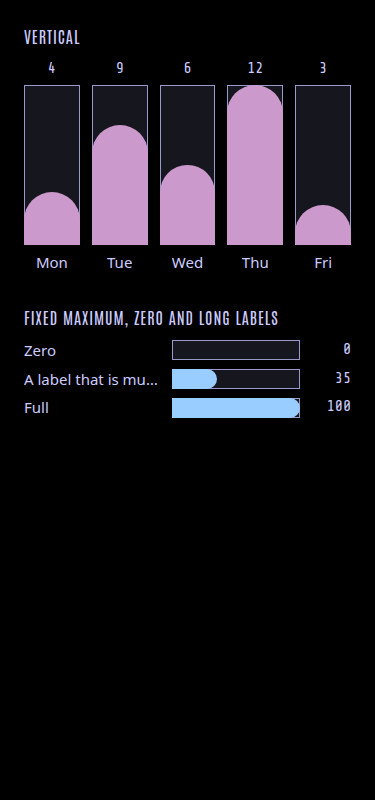 VERTICAL
4 9 6 12 3
Mon Tue Wed Thu Fri
FIXED MAXIMUM, ZERO AND LONG LABELS
Zero 0
A label that is mu... 35
Full 100